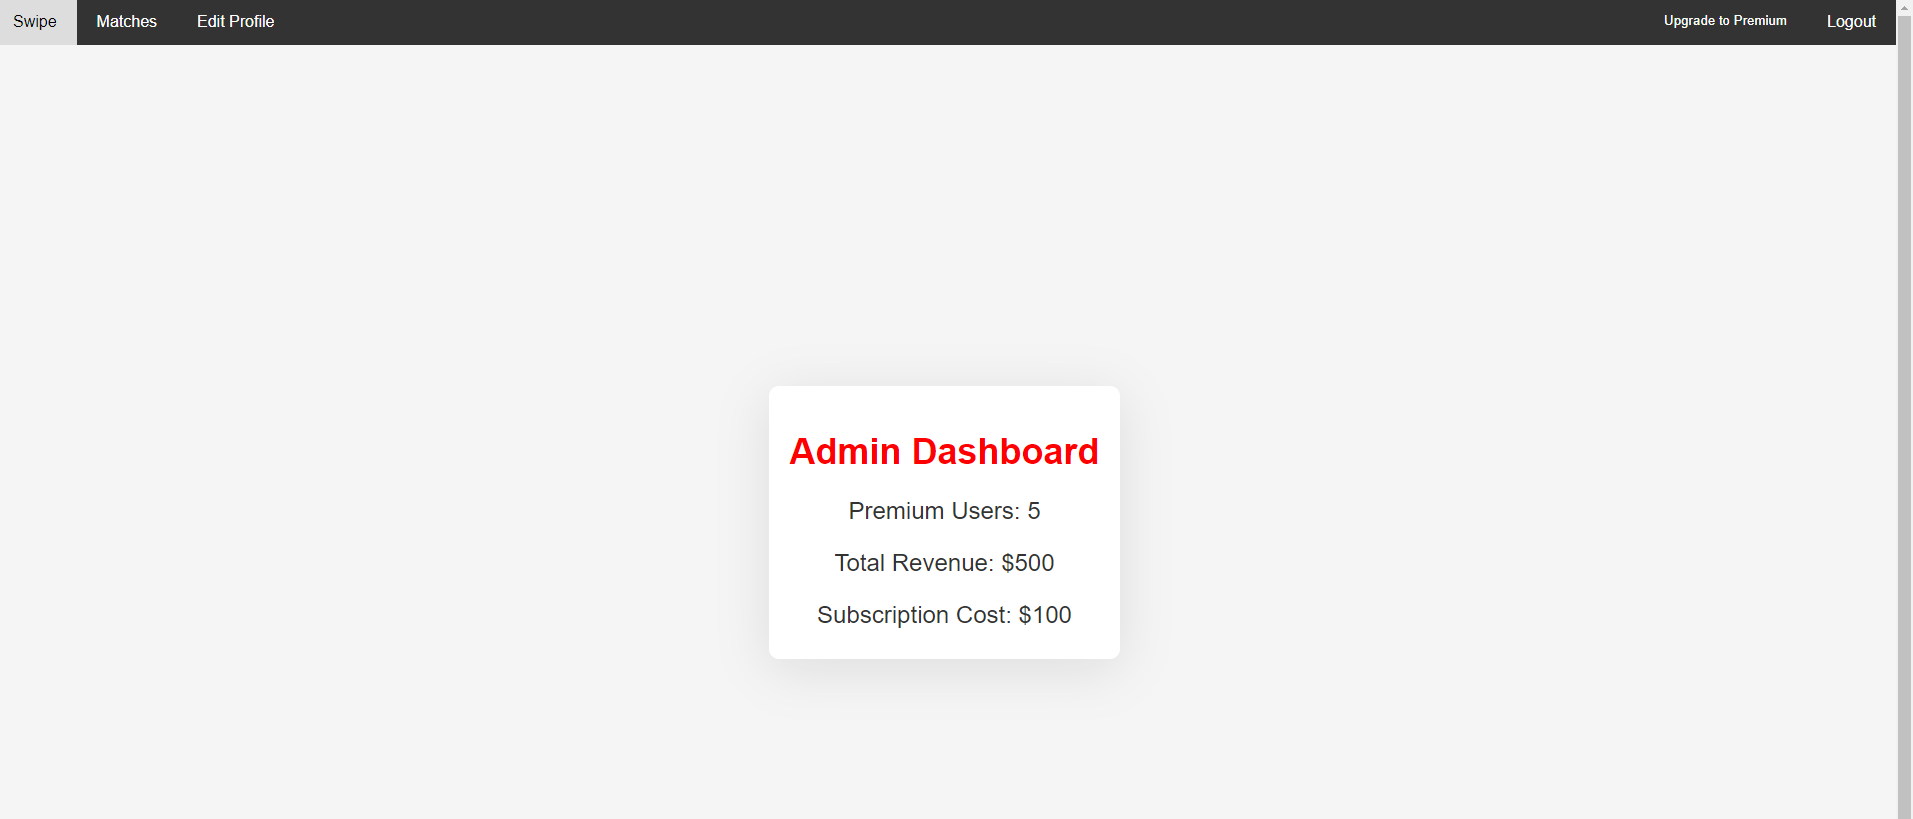 Swipe Matches Edit Profile Upgrade to Premium Logout
Admin Dashboard
Premium Users: 5
Total Revenue: $500
Subscription Cost: $100